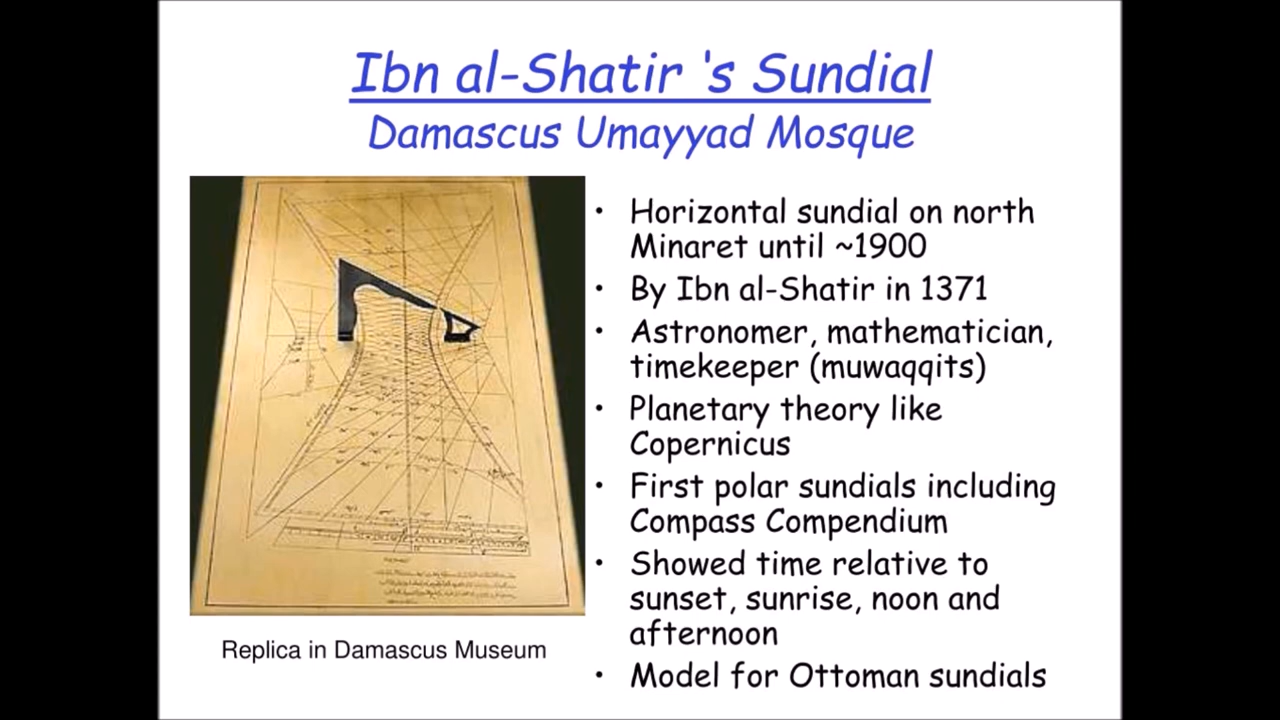 Ibn al-Shatir 's Sundial
Damascus Umayyad Mosque
• Horizontal sundial on north
Minaret until ~1900
• By Ibn al-Shatir in 1371
• Astronomer, mathematician,
timekeeper (muwaqqits)
• Planetary theory like
Copernicus
• First polar sundials including
Compass Compendium
• Showed time relative to
sunset, sunrise, noon and
afternoon
• Model for Ottoman sundials
Replica in Damascus Museum